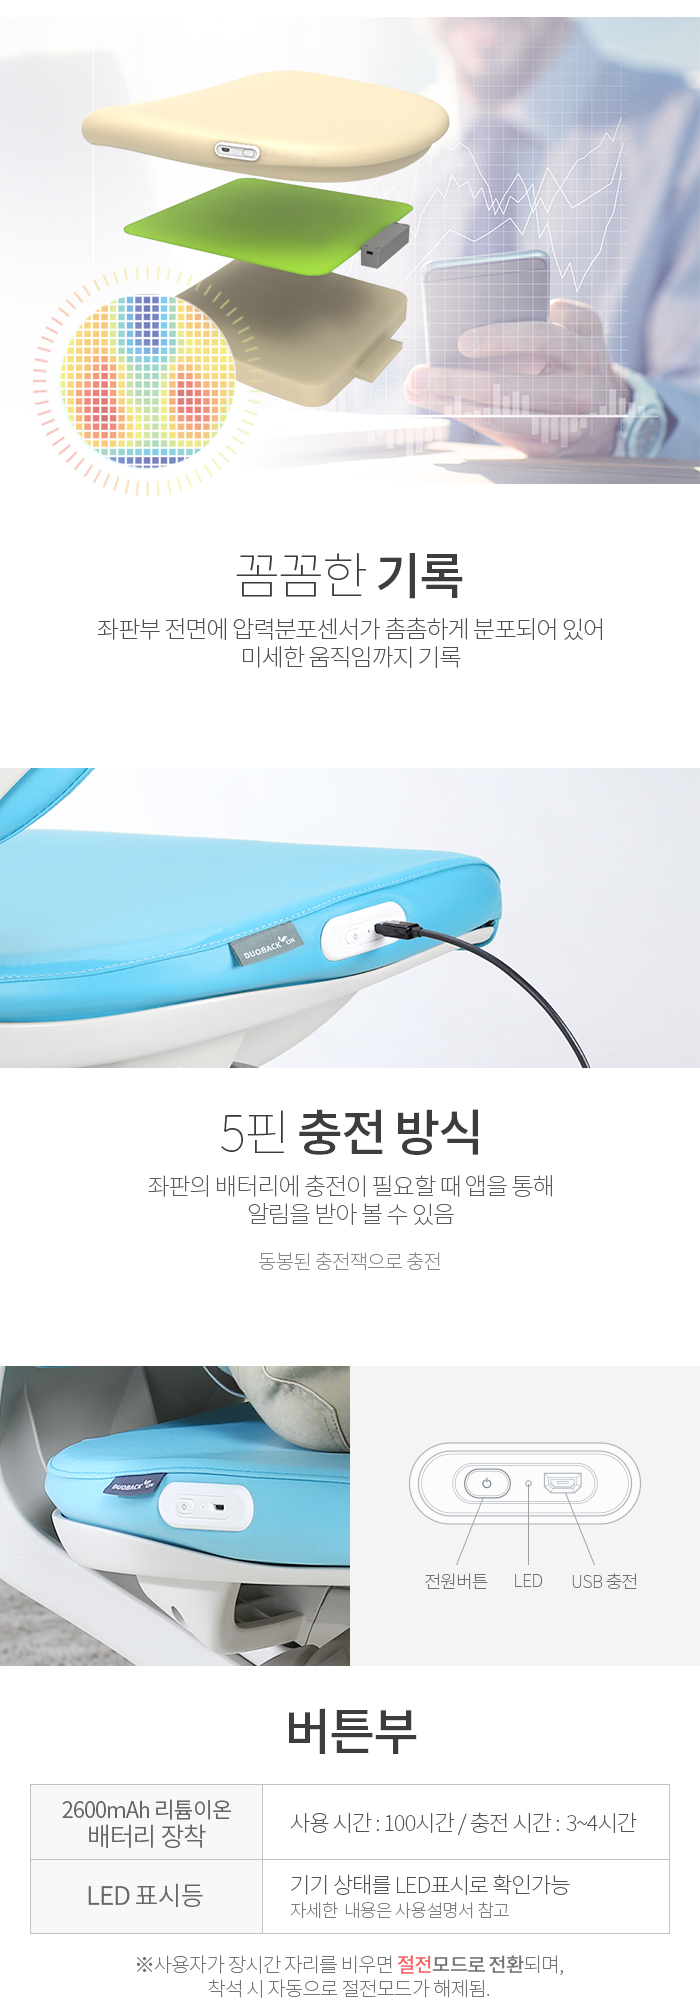 꼼꼼한 기록
좌판부 전면에 압력분포센서가 촘촘하게 분포되어 있어
미세한 움직임까지 기록
DUOBACK ON
5핀 충전 방식
좌판의 배터리에 충전이 필요할 때 앱을 통해
알림을 받아 볼 수 있음
동봉된 충전잭으로 충전
DUOBACK ON
전원버튼 LED USB 충전
버튼부
2600mAh 리튬이온
배터리 장착
사용 시간 : 100시간 / 충전 시간 : 3~4시간
LED 표시등
기기 상태를 LED표시로 확인가능
자세한 내용은 사용설명서 참고
※사용자가 장시간 자리를 비우면 절전모드로 전환되며,
착석 시 자동으로 절전모드가 해제됨.